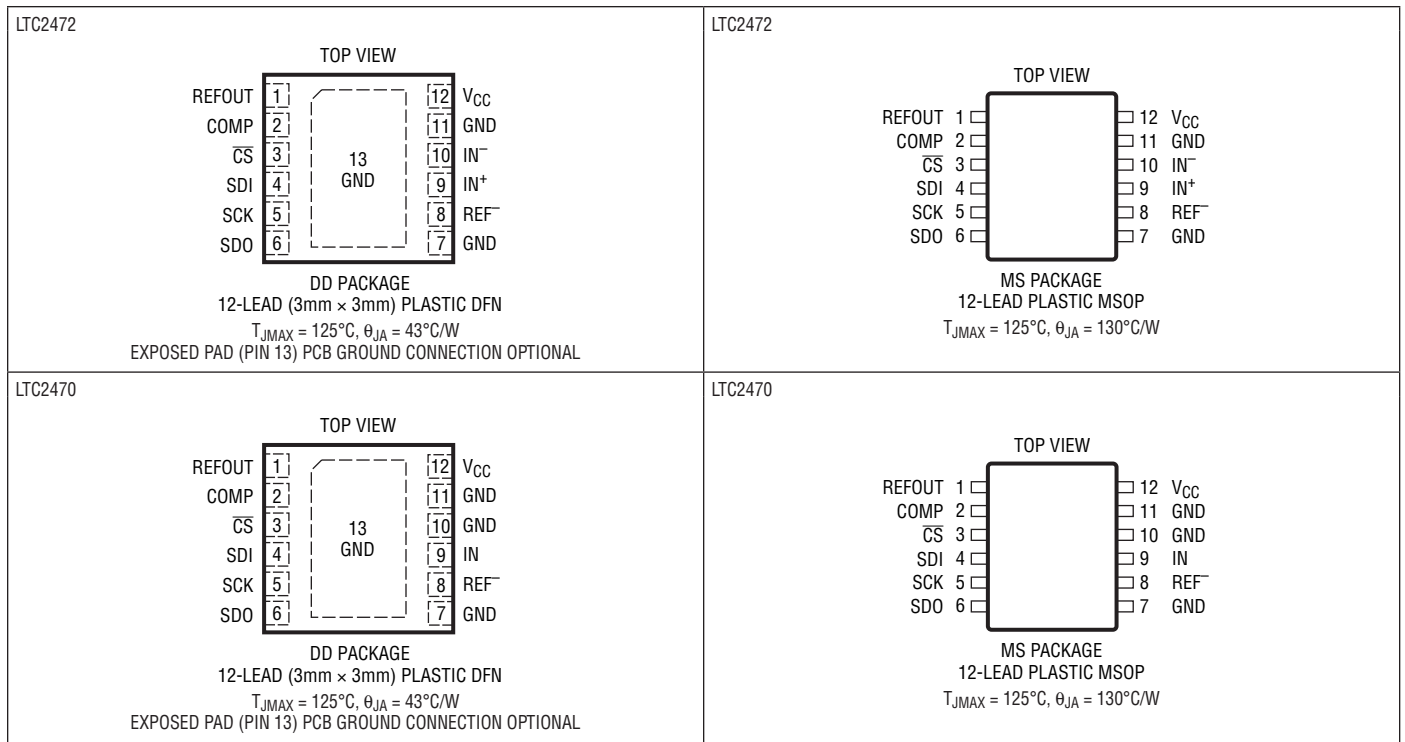 LTC2472
TOP VIEW
REFOUT 1 12 VCC
COMP 2 11 GND
CS 3 10 IN–
13
SDI 4 GND 9 IN+
SCK 5 8 REF–
SDO 6 7 GND
DD PACKAGE
12-LEAD (3mm × 3mm) PLASTIC DFN
TJMAX = 125°C, θJA = 43°C/W
EXPOSED PAD (PIN 13) PCB GROUND CONNECTION OPTIONAL
LTC2472
TOP VIEW
REFOUT 1 12 VCC
COMP 2 11 GND
CS 3 10 IN–
SDI 4 9 IN+
SCK 5 8 REF–
SDO 6 7 GND
MS PACKAGE
12-LEAD PLASTIC MSOP
TJMAX = 125°C, θJA = 130°C/W
LTC2470
TOP VIEW
REFOUT 1 12 VCC
COMP 2 11 GND
CS 3 10 GND
13
SDI 4 GND 9 IN
SCK 5 8 REF–
SDO 6 7 GND
DD PACKAGE
12-LEAD (3mm × 3mm) PLASTIC DFN
TJMAX = 125°C, θJA = 43°C/W
EXPOSED PAD (PIN 13) PCB GROUND CONNECTION OPTIONAL
LTC2470
TOP VIEW
REFOUT 1 12 VCC
COMP 2 11 GND
CS 3 10 GND
SDI 4 9 IN
SCK 5 8 REF–
SDO 6 7 GND
MS PACKAGE
12-LEAD PLASTIC MSOP
TJMAX = 125°C, θJA = 130°C/W